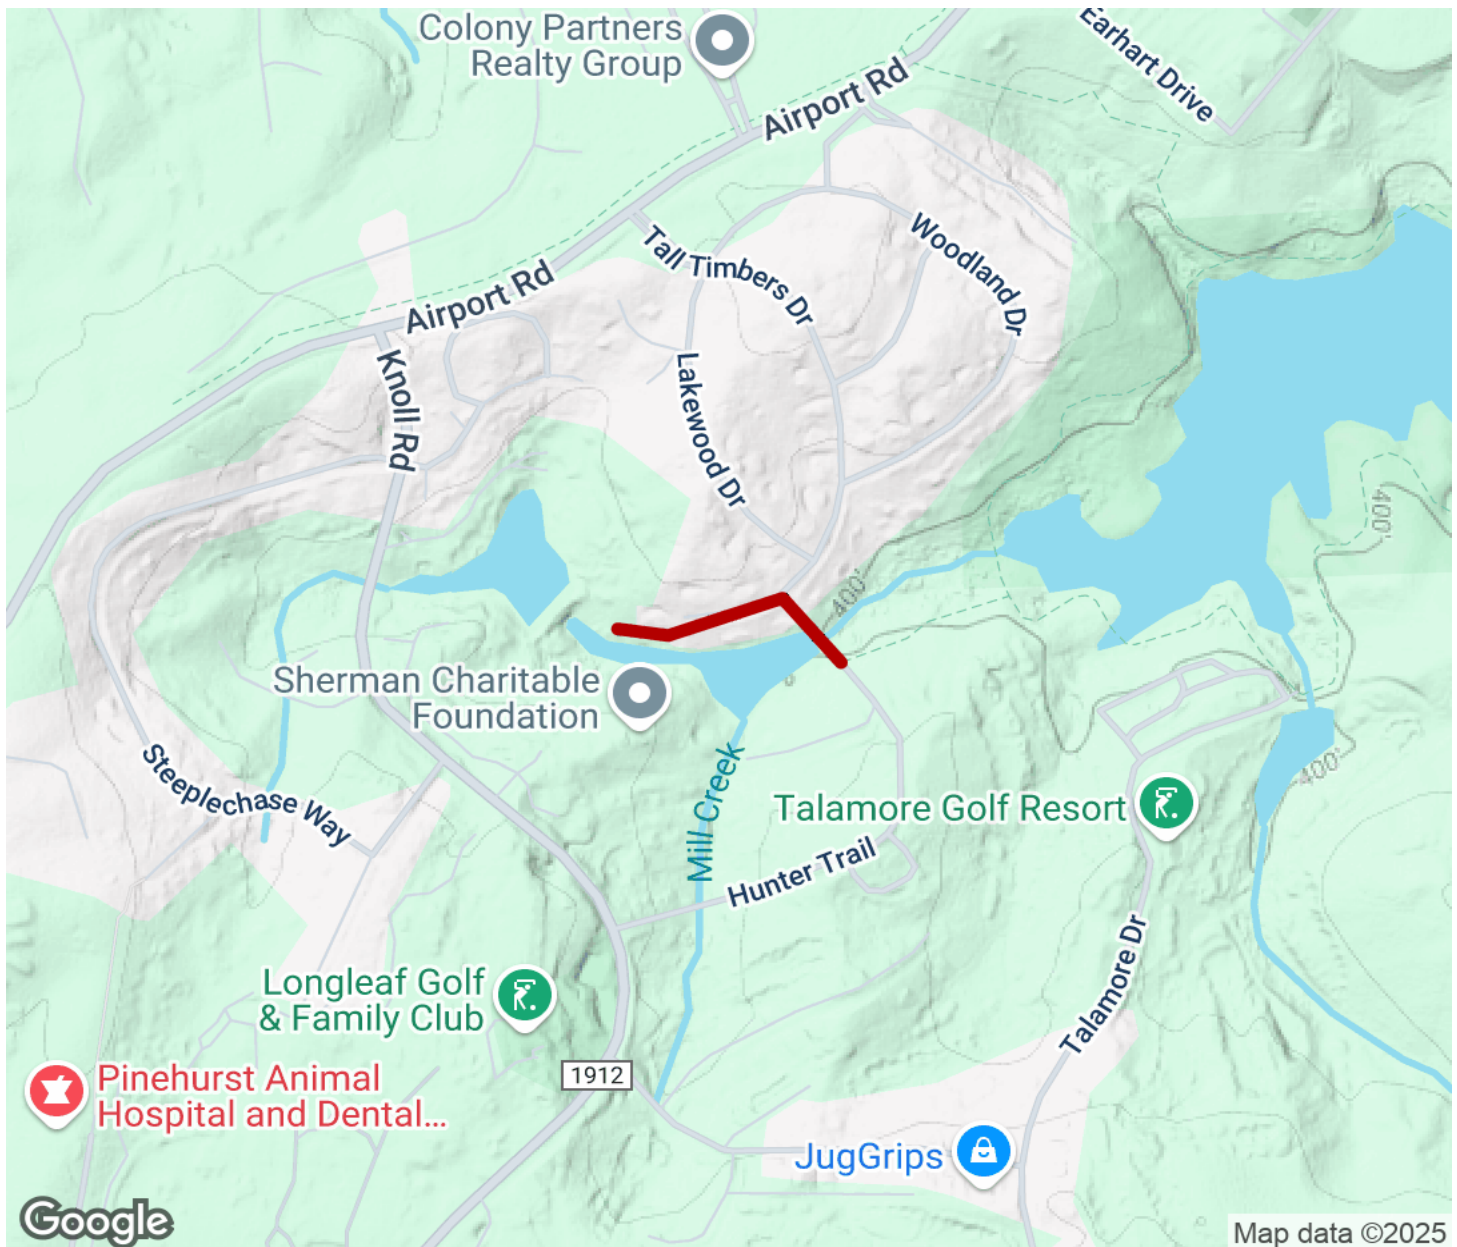 Colony Partners
Realty Group
Earhart Drive
Airport Rd
Woodland Dr
Tall Timbers Dr
Airport Rd
Knoll Rd
Lakewood Dr
400'
400'
Sherman Charitable
Foundation
Steeplechase Way
Mill Creek
400'
Talamore Golf Resort
Hunter Trail
Talamore Dr
Longleaf Golf
& Family Club
1912
Pinehurst Animal
Hospital and Dental...
JugGrips
Google
Map data ©2025